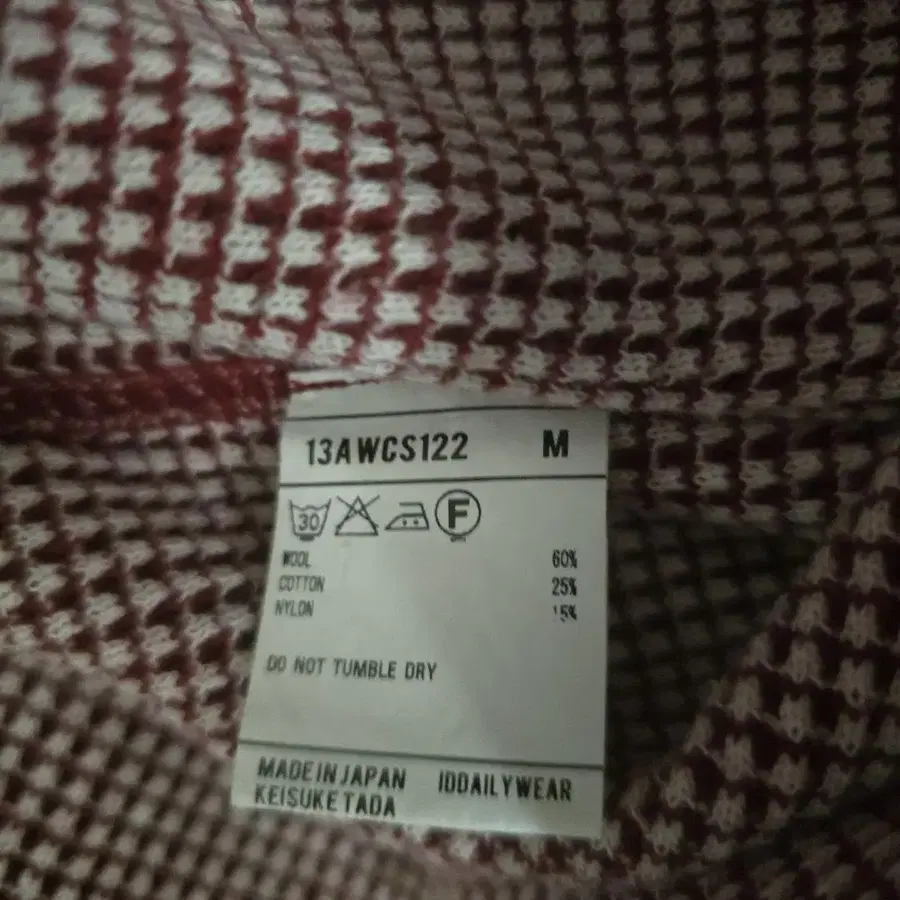 13AWCS122 M
30 F
WOOL 60%
COTTON 25%
NYLON 15%
DO NOT TUMBLE DRY
MADE IN JAPAN IDDAILYWEAR
KEISUKE TADA